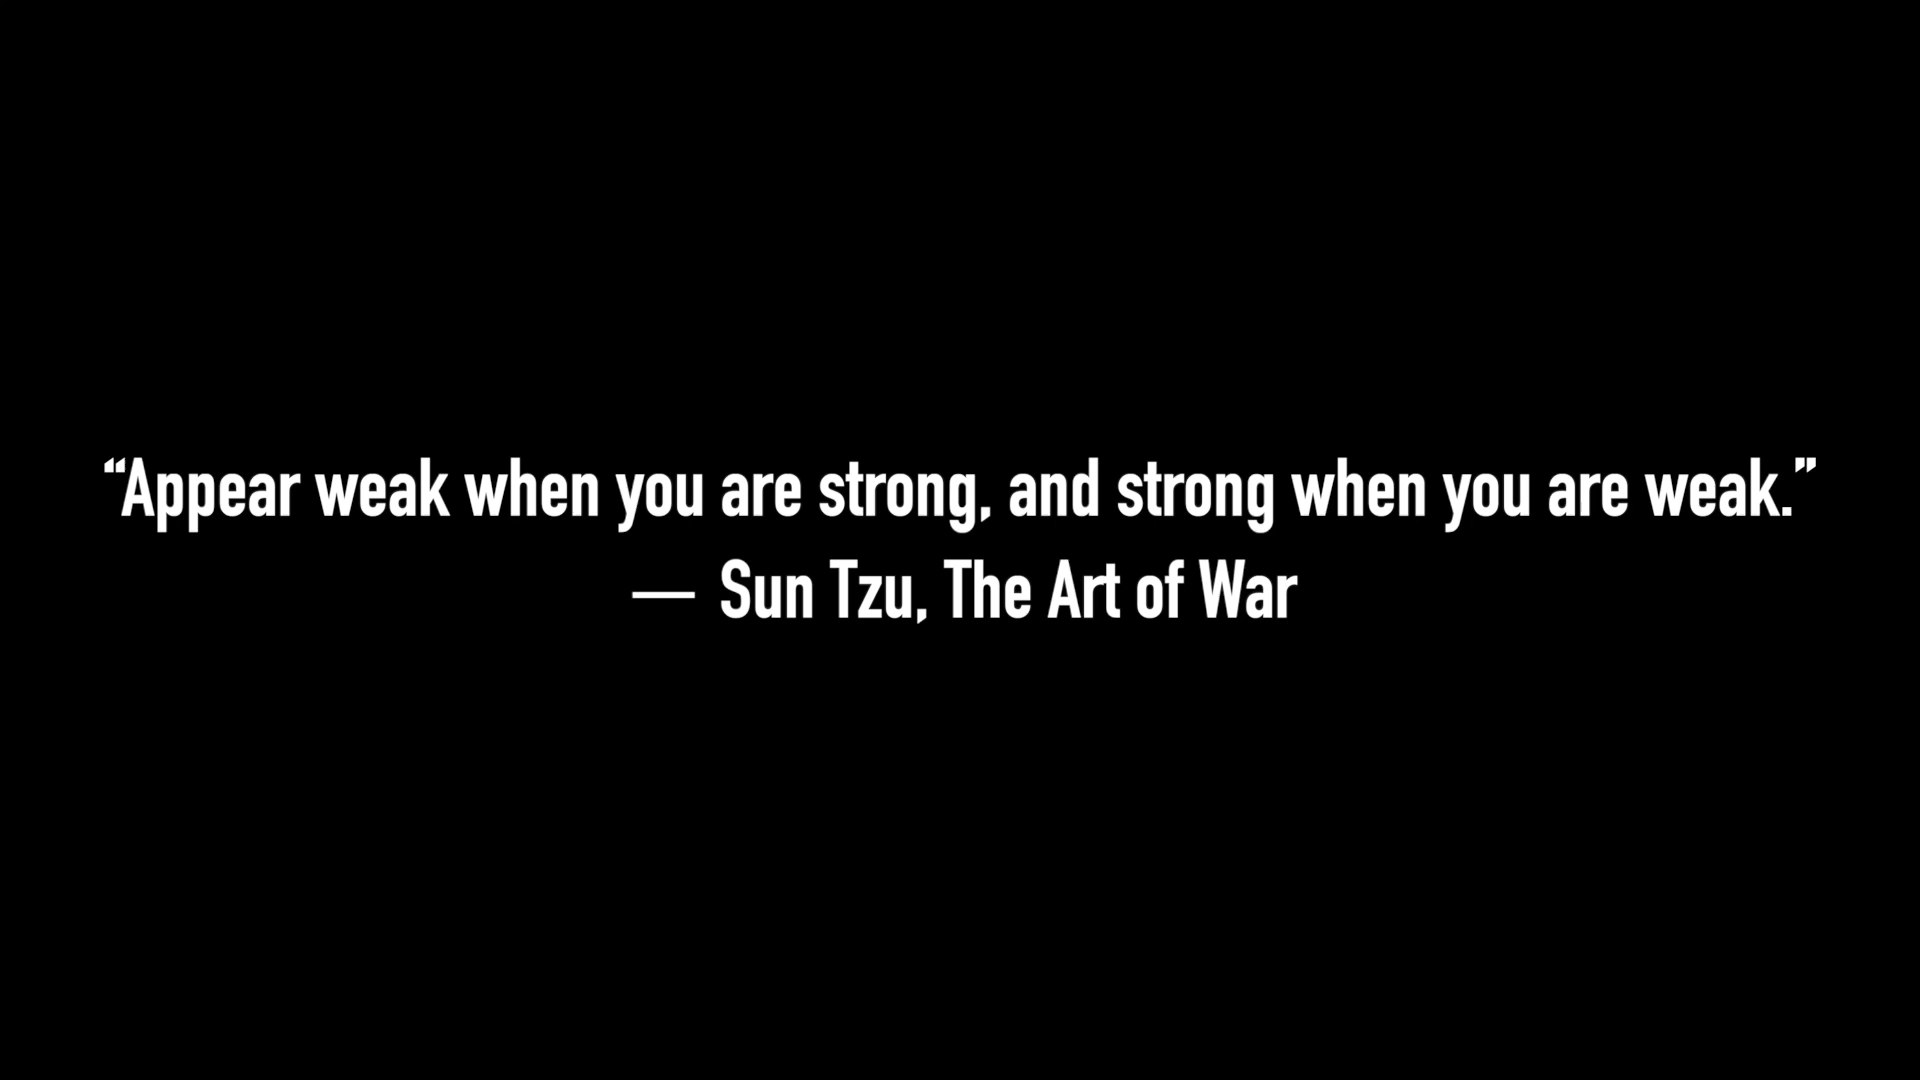 “Appear weak when you are strong, and strong when you are weak.”
— Sun Tzu, The Art of War